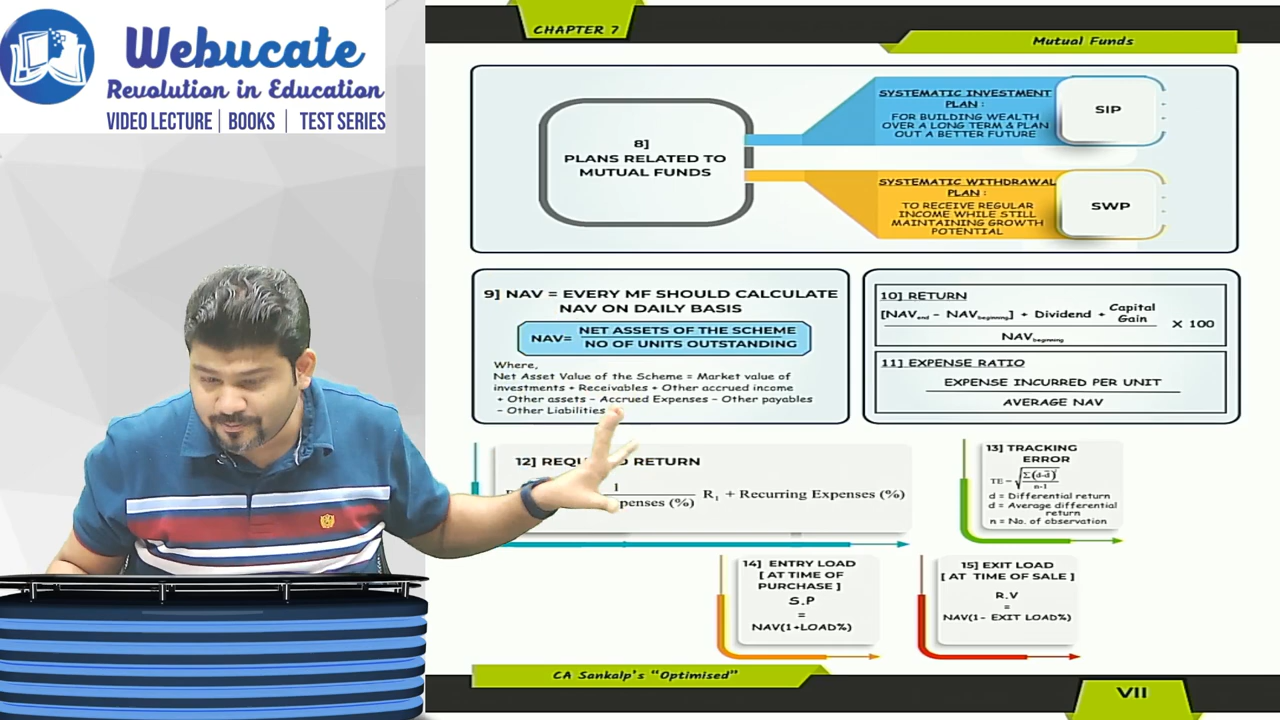 Webucate
Revolution in Education
VIDEO LECTURE | BOOKS | TEST SERIES
CHAPTER 7
Mutual Funds
8]
PLANS RELATED TO
MUTUAL FUNDS
SYSTEMATIC INVESTMENT
PLAN :
FOR BUILDING WEALTH
OVER A LONG TERM & PLAN
OUT A BETTER FUTURE
SIP
SYSTEMATIC WITHDRAWAL
PLAN :
TO RECEIVE REGULAR
INCOME WHILE STILL
MAINTAINING GROWTH
POTENTIAL
SWP
9] NAV = EVERY MF SHOULD CALCULATE
NAV ON DAILY BASIS
NAV= NET ASSETS OF THE SCHEME
NO OF UNITS OUTSTANDING
Where,
Net Asset Value of the Scheme = Market value of
investments + Receivables + Other accrued income
+ Other assets – Accrued Expenses – Other payables
– Other Liabilities
10] RETURN
[NAVend – NAVbeginning] + Dividend + Capital Gain
NAVbeginning
X 100
11] EXPENSE RATIO
EXPENSE INCURRED PER UNIT
AVERAGE NAV
12] RETURN
1
R1 + Recurring Expenses (%)
(%)
13] TRACKING
ERROR
TE = √Σ(d-d̄)²
n-1
d = Differential return
d = Average differential
return
n = No. of observation
14] ENTRY LOAD
[ AT TIME OF
PURCHASE ]
S.P
=
NAV(1+LOAD%)
15] EXIT LOAD
[ AT TIME OF SALE ]
R.V
=
NAV(1- EXIT LOAD%)
CA Sankalp's "Optimised"
VII